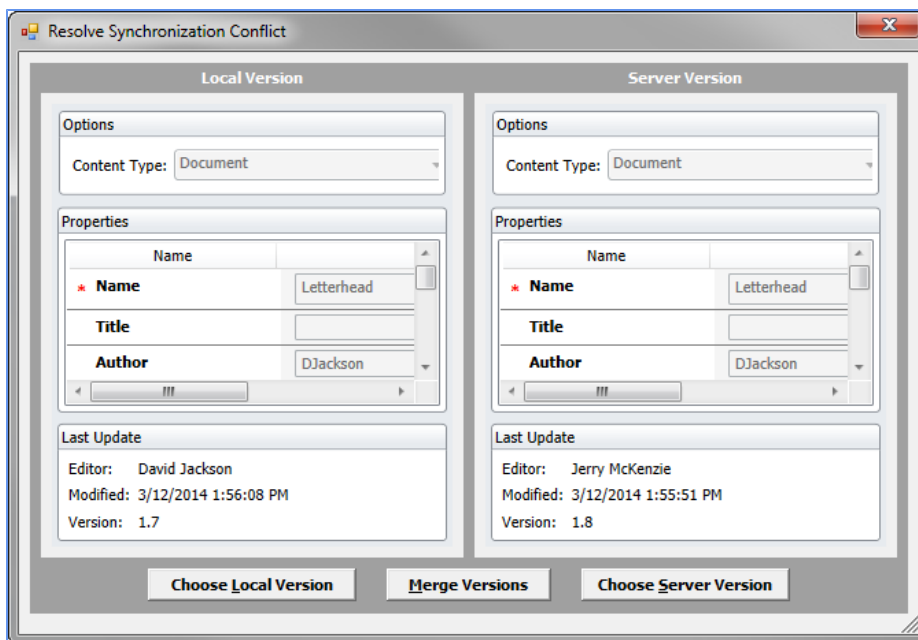 Resolve Synchronization Conflict
x
Local Version
Options
Content Type: Document
Properties
Name
* Name Letterhead
Title
Author DJackson
Last Update
Editor: David Jackson
Modified: 3/12/2014 1:56:08 PM
Version: 1.7
Server Version
Options
Content Type: Document
Properties
Name
* Name Letterhead
Title
Author DJackson
Last Update
Editor: Jerry McKenzie
Modified: 3/12/2014 1:55:51 PM
Version: 1.8
Choose Local Version Merge Versions Choose Server Version